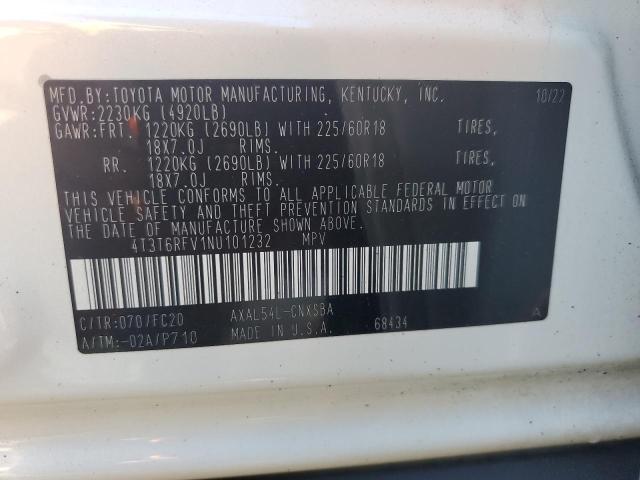 MFD.BY:TOYOTA MOTOR MANUFACTURING, KENTUCKY, INC. 10/22
GVWR:2230KG (4920LB)
GAWR:FRT. 1220KG (2690LB) WITH 225/60R18 TIRES,
18X7.0J RIMS.
RR. 1220KG (2690LB) WITH 225/60R18 TIRES,
18X7.0J RIMS.
THIS VEHICLE CONFORMS TO ALL APPLICABLE FEDERAL MOTOR
VEHICLE SAFETY AND THEFT PREVENTION STANDARDS IN EFFECT ON
THE DATE OF MANUFACTURE SHOWN ABOVE.
4T3T6RFV1NU101232 MPV
C/TR:070/FC20 AXAL54L-CNXSBA A
A/TM:-02A/P710 MADE IN U.S.A. 68434